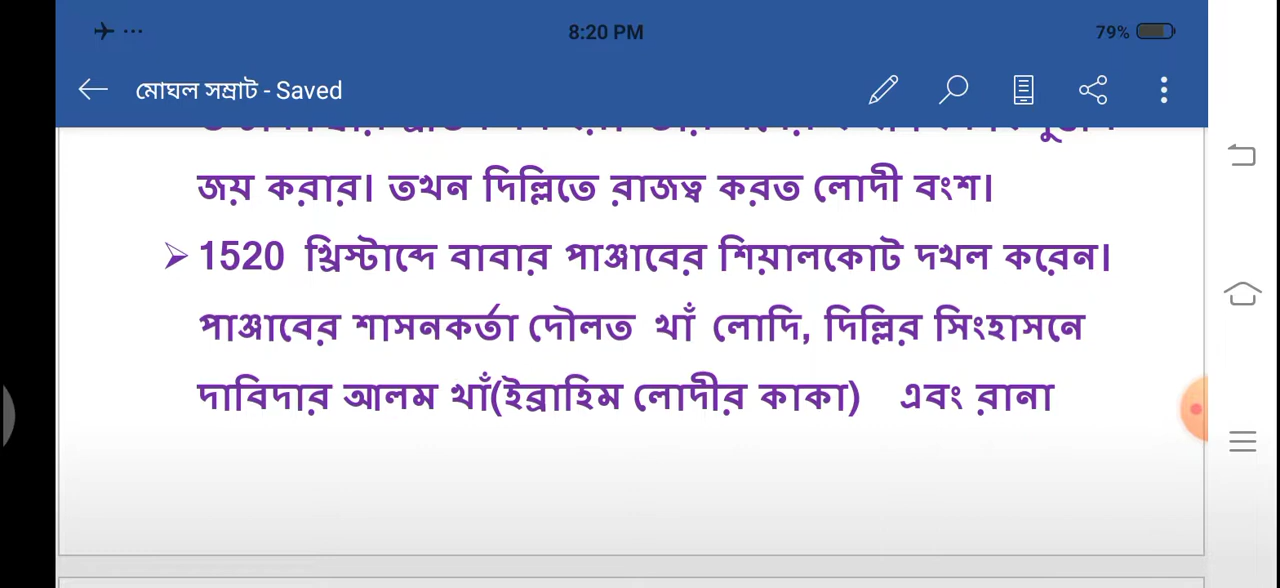 8:20 PM
79%
মোঘল সম্রাট - Saved
জয় করার। তখন দিল্লিতে রাজত্ব করত লোদী বংশ।
➢ 1520 খ্রিস্টাব্দে বাবার পাঞ্জাবের শিয়ালকোট দখল করেন।
পাঞ্জাবের শাসনকর্তা দৌলত খাঁ লোদি, দিল্লির সিংহাসনে
দাবিদার আলম খাঁ(ইব্রাহিম লোদীর কাকা) এবং রানা